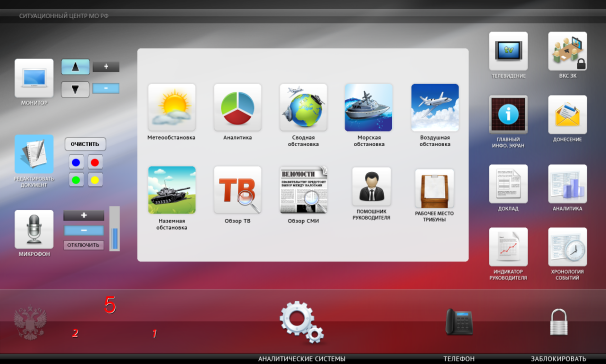 СИТУАЦИОННЫЙ ЦЕНТР МО РФ
МОНИТОР
+
−
РЕДАКТИРОВАТЬ
ДОКУМЕНТ
ОЧИСТИТЬ
МИКРОФОН
+
−
ОТКЛЮЧИТЬ
Метеообстановка
Аналитика
Сводная
обстановка
Морская
обстановка
Воздушная
обстановка
Наземная
обстановка
ТВ
Обзор ТВ
ВЕДОМОСТИ
Обзор СМИ
ПОМОЩНИК
РУКОВОДИТЕЛЯ
РАБОЧЕЕ МЕСТО
ТРИБУНЫ
ТЕЛЕВИДЕНИЕ
ВКС ЗК
ГЛАВНЫЙ
ИНФО. ЭКРАН
ДОНЕСЕНИЕ
ДОКЛАД
АНАЛИТИКА
ИНДИКАТОР
РУКОВОДИТЕЛЯ
ХРОНОЛОГИЯ
СОБЫТИЙ
5
2
1
АНАЛИТИЧЕСКИЕ СИСТЕМЫ
ТЕЛЕФОН
ЗАБЛОКИРОВАТЬ